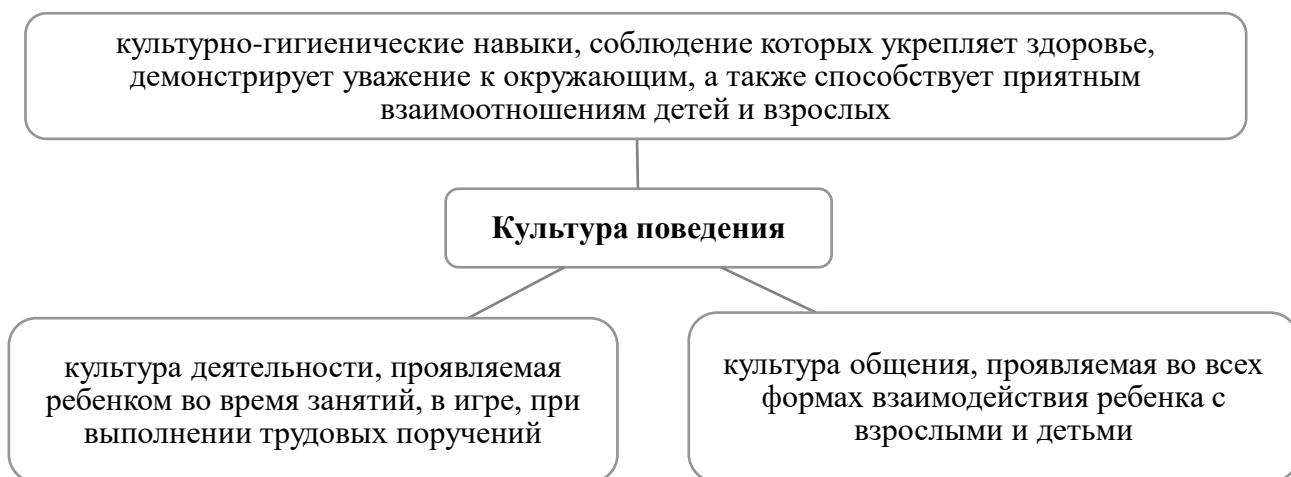 культурно-гигиенические навыки, соблюдение которых укрепляет здоровье,
демонстрирует уважение к окружающим, а также способствует приятным
взаимоотношениям детей и взрослых
Культура поведения
культура деятельности, проявляемая
ребенком во время занятий, в игре, при
выполнении трудовых поручений
культура общения, проявляемая во всех
формах взаимодействия ребенка с
взрослыми и детьми